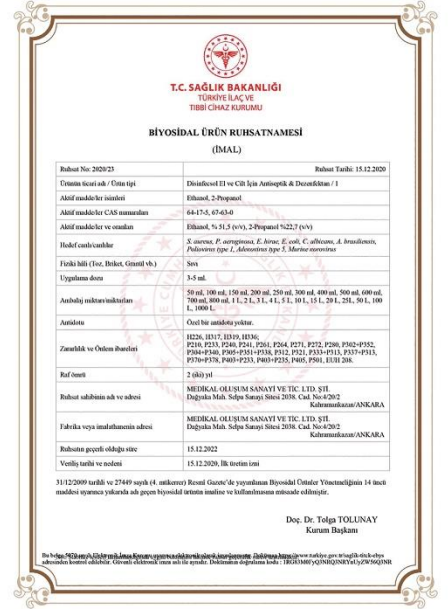 T.C. SAĞLIK BAKANLIĞI
TÜRKİYE İLAÇ VE
TIBBİ CİHAZ KURUMU
BİYOSİDAL ÜRÜN RUHSATNAMESİ
(İMAL)
Ruhsat No: 2020/23 Ruhsat Tarihi: 15.12.2020
Ürünün ticari adı / Ürün tipi Disinfecsol El ve Cilt İçin Antiseptik & Dezenfektan / 1
Aktif madde/ler isimleri Ethanol, 2-Propanol
Aktif madde/ler CAS numaraları 64-17-5, 67-63-0
Aktif madde/ler ve oranları Ethanol, % 51,5 (v/v), 2-Propanol %22,7 (v/v)
Hedef canlı/canlılar S. aureus, P. aeruginosa, E. hirae, E. coli, C. albicans, A. brasiliensis,
Poliovirus type 1, Adenovirus type 5, Murine norovirus
Fiziki hâli (Toz, Briket, Granül vb.) Sıvı
Uygulama dozu 3-5 ml.
Ambalaj miktarı/miktarları 50 ml, 100 ml, 150 ml, 200 ml, 250 ml, 300 ml, 400 ml, 500 ml, 600 ml,
700 ml, 800 ml, 1 L, 2 L, 3 L, 4 L, 5 L, 10 L, 15 L, 20 L, 25L, 50 L, 100
L, 1000 L.
Antidotu Özel bir antidotu yoktur.
Zararlılık ve Önlem ibareleri H226, H317, H319, H336;
P210, P233, P240, P241, P261, P264, P271, P272, P280, P302+P352,
P304+P340, P305+P351+P338, P312, P321, P333+P313, P337+P313,
P370+P378, P403+P233, P403+P235, P405, P501, EUH 208.
Raf ömrü 2 (iki) yıl
Ruhsat sahibinin adı ve adresi MEDİKAL OLUŞUM SANAYİ VE TİC. LTD. ŞTİ.
Dağyaka Mah. Selpa Sanayi Sitesi 2038. Cad. No:4/20/2
Kahramankazan/ANKARA
Fabrika veya imalathanenin adresi MEDİKAL OLUŞUM SANAYİ VE TİC. LTD. ŞTİ.
Dağyaka Mah. Selpa Sanayi Sitesi 2038. Cad. No:4/20/2
Kahramankazan/ANKARA
Ruhsatın geçerli olduğu süre 15.12.2022
Veriliş tarihi ve nedeni 15.12.2020, İlk üretim izni
31/12/2009 tarihli ve 27449 sayılı (4. mükerrer) Resmî Gazete'de yayımlanan Biyosidal Ürünler Yönetmeliğinin 14 üncü
maddesi uyarınca yukarıda adı geçen biyosidal ürünün imaline ve kullanılmasına müsaade edilmiştir.
Doç. Dr. Tolga TOLUNAY
Kurum Başkanı